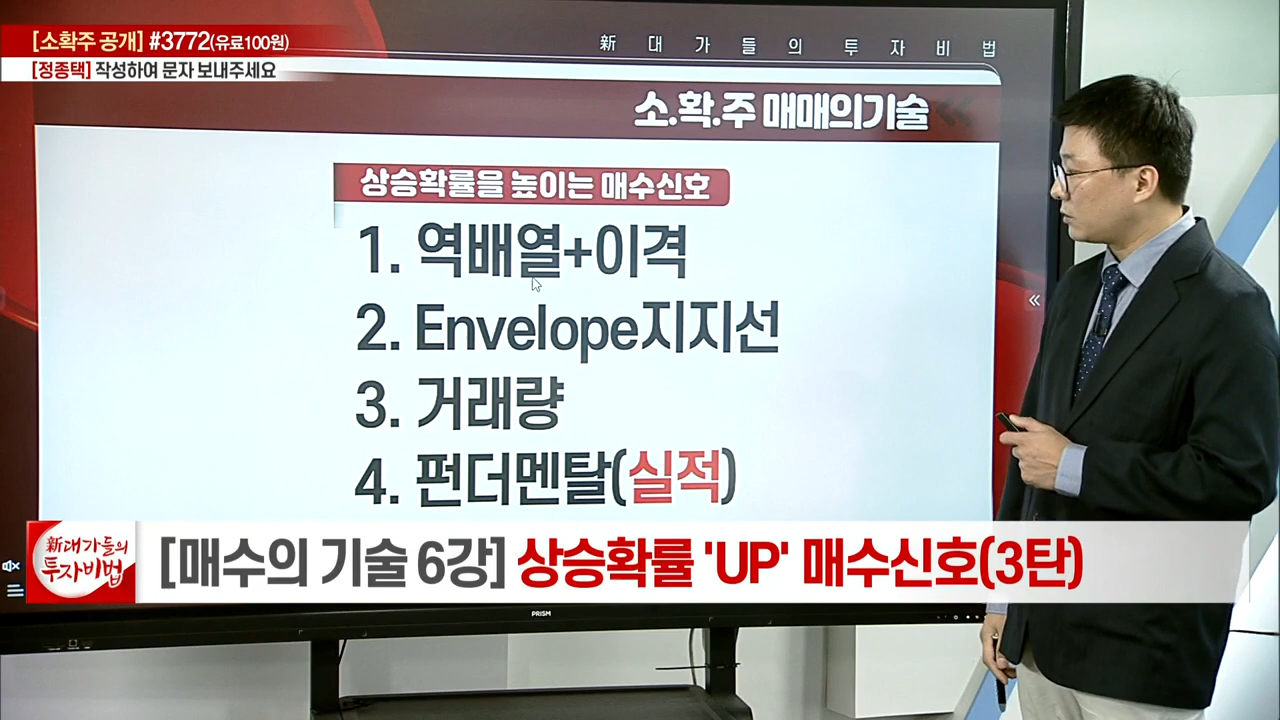 [소확주 공개] #3772(유료100원)
[정종택] 작성하여 문자 보내주세요
新 대 가 들 의 투 자 비 법
소.확.주 매매의기술
상승확률을 높이는 매수신호
1. 역배열+이격
2. Envelope지지선
3. 거래량
4. 펀더멘탈(실적)
新대가들의
투자비법
[매수의 기술 6강] 상승확률 'UP' 매수신호(3탄)
PRISM